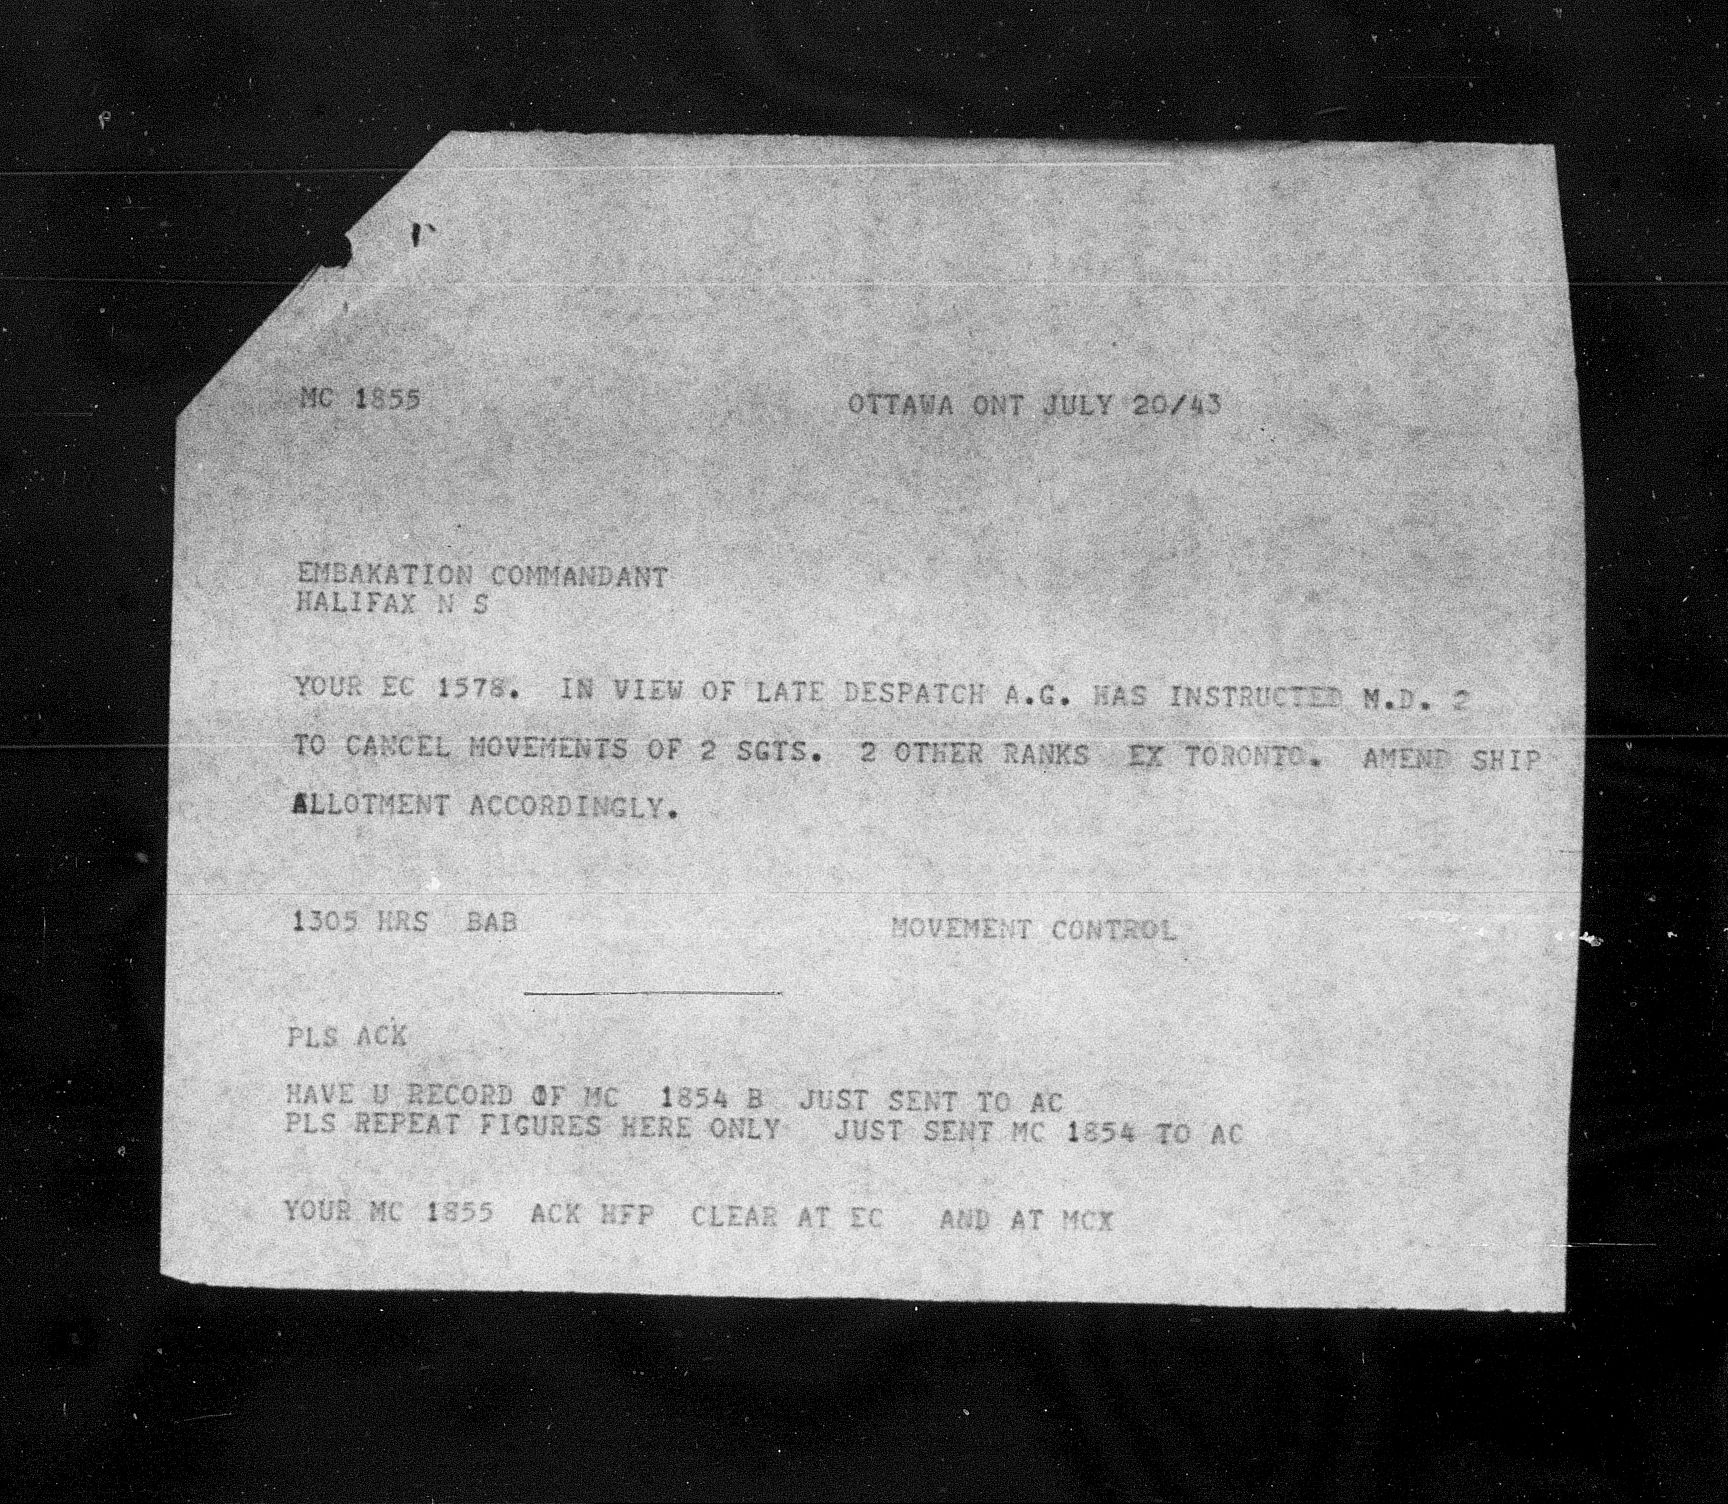 MC 1855 OTTAWA ONT JULY 20/43
EMBAKATION COMMANDANT
HALIFAX N S
YOUR EC 1578. IN VIEW OF LATE DESPATCH A.G. HAS INSTRUCTED M.D. 2
TO CANCEL MOVEMENTS OF 2 SGTS. 2 OTHER RANKS EX TORONTO. AMEND SHIP
ALLOTMENT ACCORDINGLY.
1305 HRS BAB MOVEMENT CONTROL
PLS ACK
HAVE U RECORD OF MC 1854 B JUST SENT TO AC
PLS REPEAT FIGURES HERE ONLY JUST SENT MC 1854 TO AC
YOUR MC 1855 ACK HFP CLEAR AT EC AND AT MCX